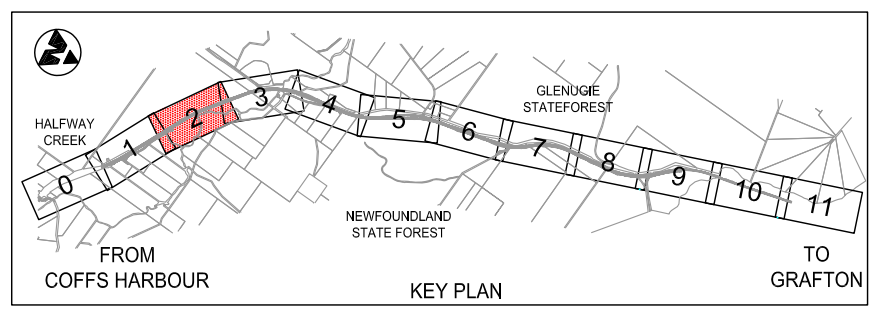 HALFWAY
CREEK
0
1
2
3
4
5
6
7
8
9
10
11
GLENUGIE
STATEFOREST
NEWFOUNDLAND
STATE FOREST
FROM
COFFS HARBOUR
TO
GRAFTON
KEY PLAN